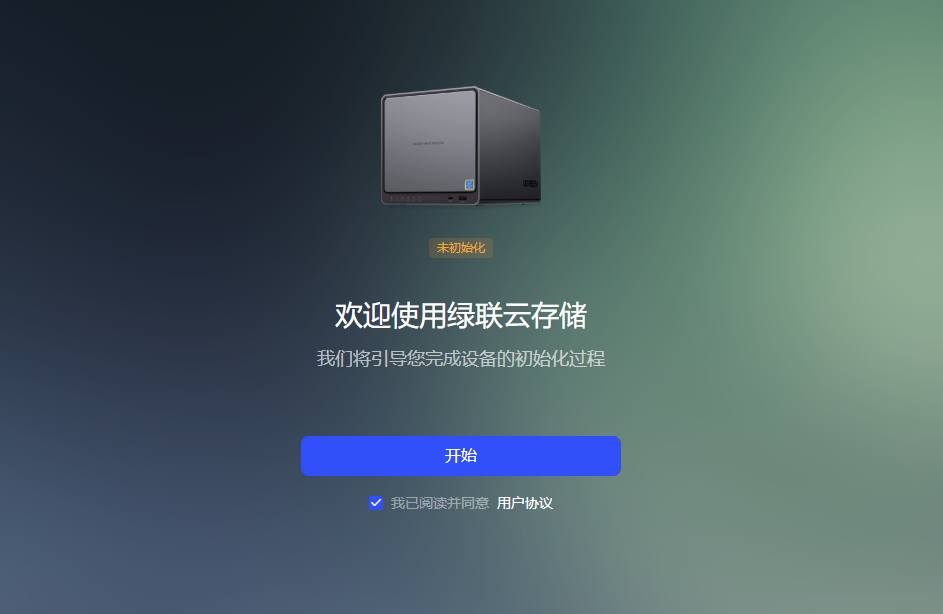 未初始化
欢迎使用绿联云存储
我们将引导您完成设备的初始化过程
开始
我已阅读并同意 用户协议